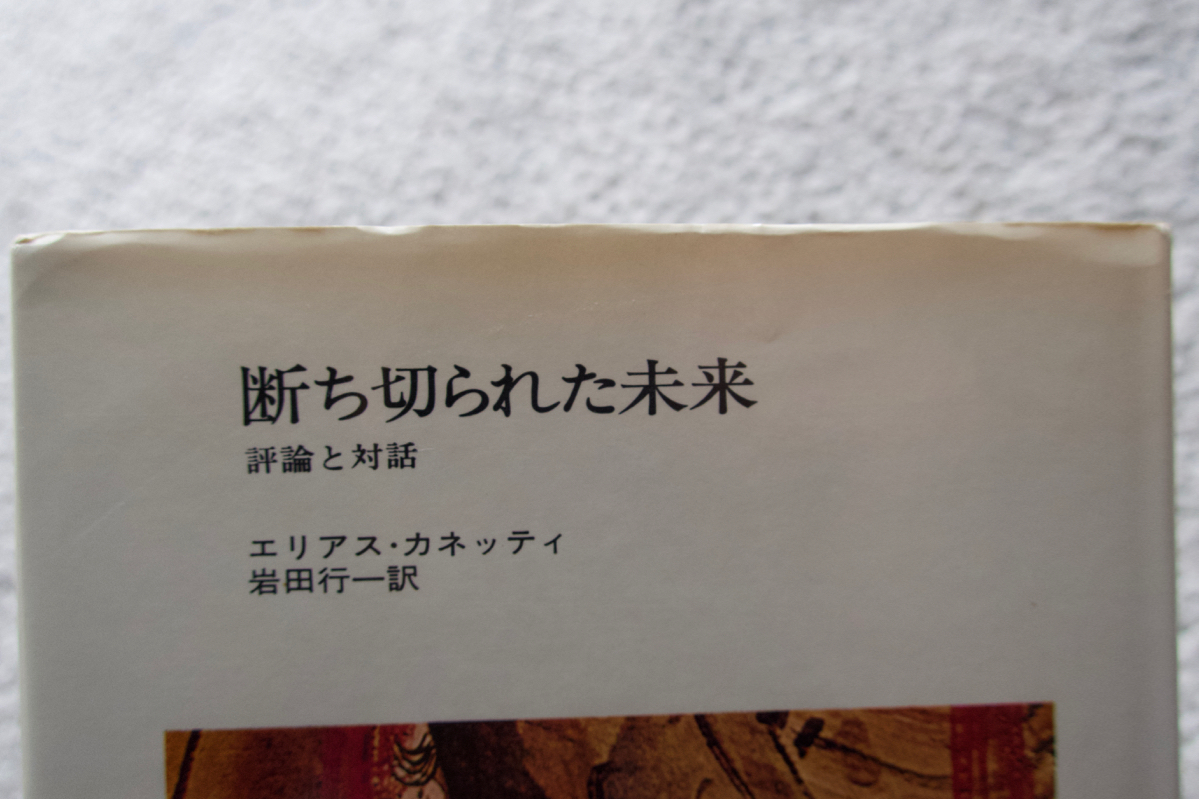 断ち切られた未来
評論と対話
エリアス・カネッティ
岩田行一訳